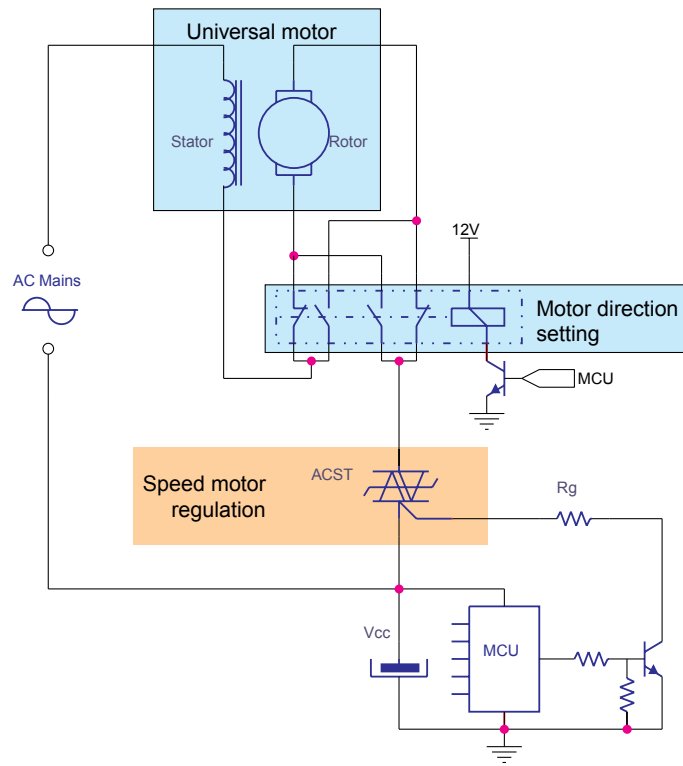 Universal motor
Stator
Rotor
12V
AC Mains
Motor direction
setting
MCU
ACST
Speed motor
regulation
Rg
Vcc
MCU